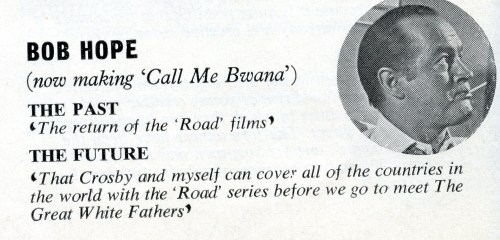 BOB HOPE
(now making ‘Call Me Bwana’)
THE PAST
‘The return of the ‘Road’ films’
THE FUTURE
‘That Crosby and myself can cover all of the countries in
the world with the ‘Road’ series before we go to meet The
Great White Fathers’